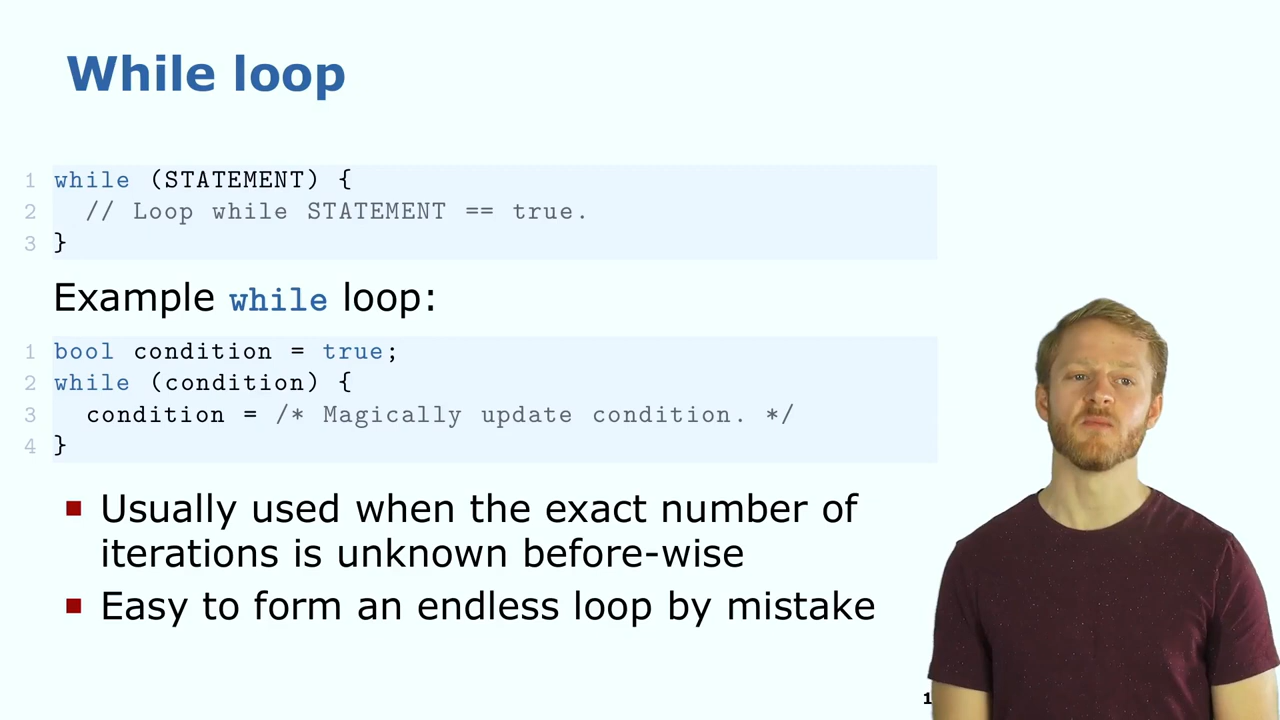 While loop
1 while (STATEMENT) {
2 // Loop while STATEMENT == true.
3 }
Example while loop:
1 bool condition = true;
2 while (condition) {
3 condition = /* Magically update condition. */
4 }
Usually used when the exact number of
iterations is unknown before-wise
Easy to form an endless loop by mistake